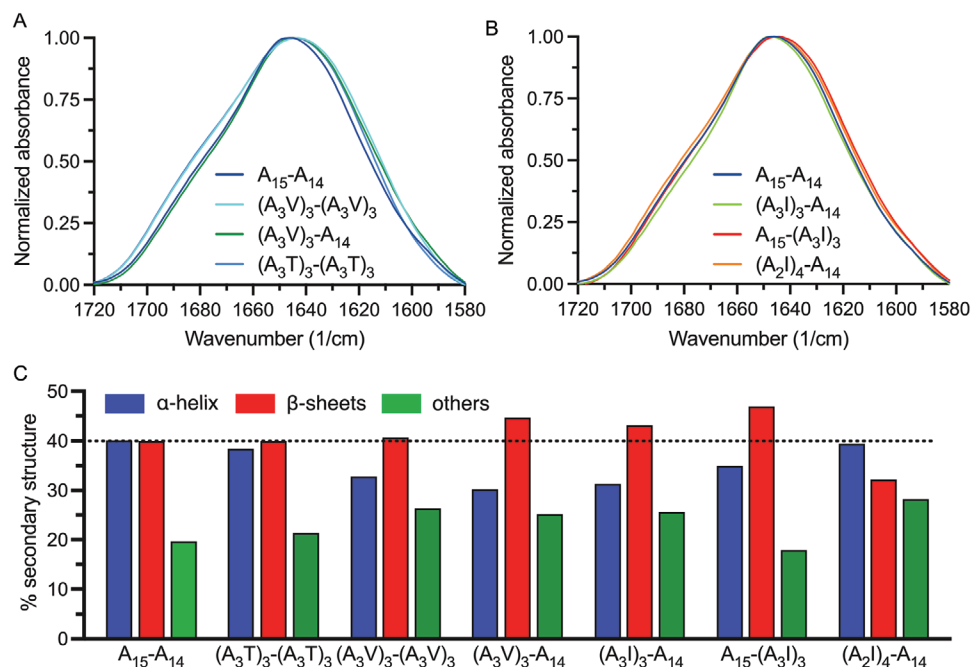 A
B
1.00
0.75
0.50
0.25
0.00
Normalized absorbance
A₁₅-A₁₄
(A₃V)₃-(A₃V)₃
(A₃V)₃-A₁₄
(A₃T)₃-(A₃T)₃
1720 1700 1680 1660 1640 1620 1600 1580
Wavenumber (1/cm)
1.00
0.75
0.50
0.25
0.00
Normalized absorbance
A₁₅-A₁₄
(A₃I)₃-A₁₄
A₁₅-(A₃I)₃
(A₂I)₄-A₁₄
1720 1700 1680 1660 1640 1620 1600 1580
Wavenumber (1/cm)
C
α-helix β-sheets others
50
40
30
20
10
0
% secondary structure
A₁₅-A₁₄ (A₃T)₃-(A₃T)₃ (A₃V)₃-(A₃V)₃ (A₃V)₃-A₁₄ (A₃I)₃-A₁₄ A₁₅-(A₃I)₃ (A₂I)₄-A₁₄